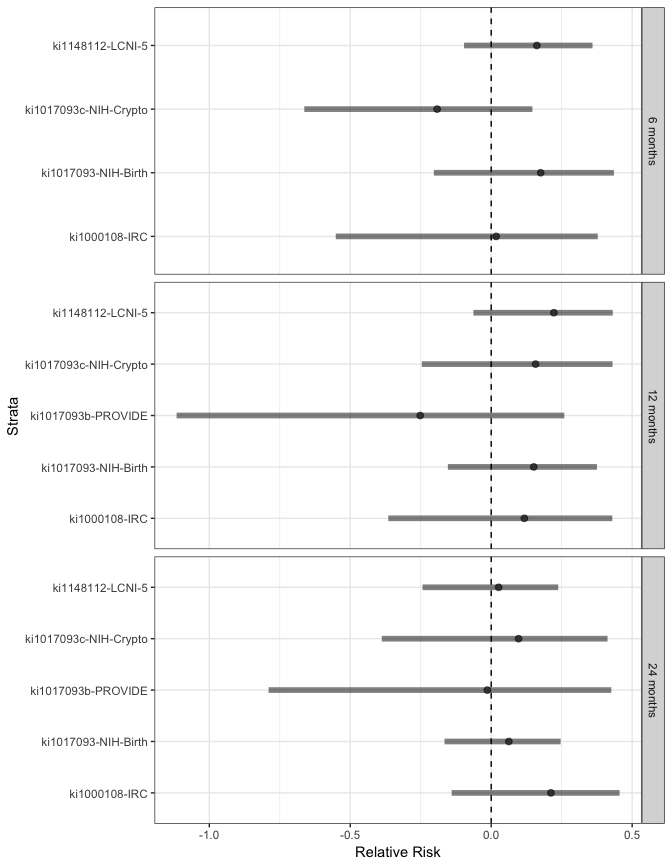 ki1148112-LCNI-5
ki1017093c-NIH-Crypto
ki1017093-NIH-Birth
ki1000108-IRC
6 months
ki1148112-LCNI-5
ki1017093c-NIH-Crypto
ki1017093b-PROVIDE
ki1017093-NIH-Birth
ki1000108-IRC
12 months
Strata
ki1148112-LCNI-5
ki1017093c-NIH-Crypto
ki1017093b-PROVIDE
ki1017093-NIH-Birth
ki1000108-IRC
24 months
-1.0 -0.5 0.0 0.5
Relative Risk